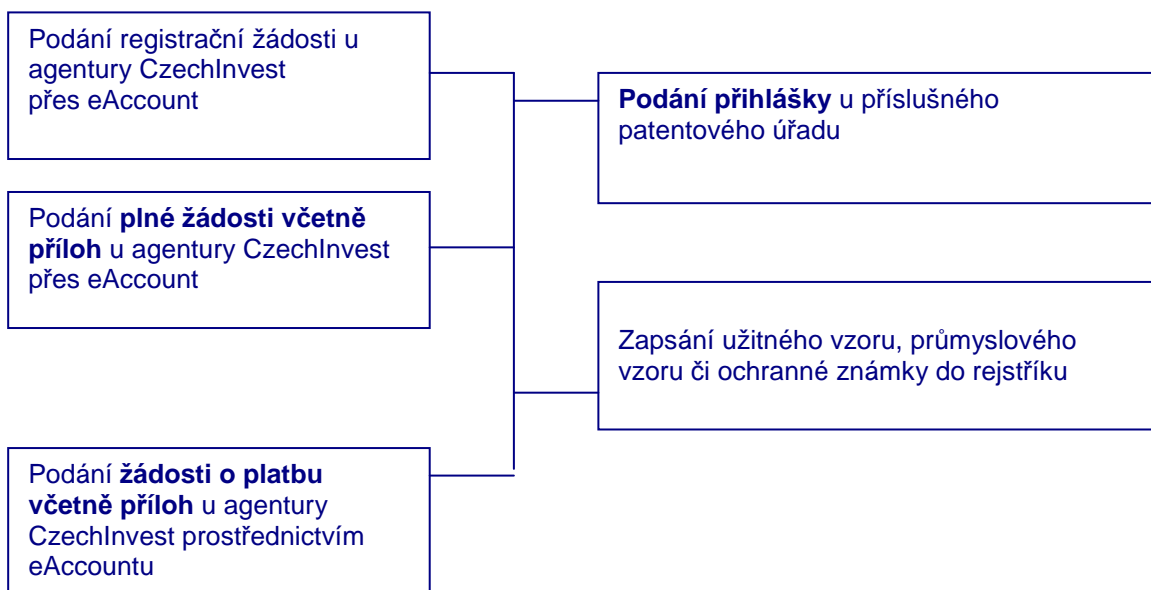 Podání registrační žádosti u
agentury CzechInvest
přes eAccount
Podání přihlášky u příslušného
patentového úřadu
Podání plné žádosti včetně
příloh u agentury CzechInvest
přes eAccount
Zapsání užitného vzoru, průmyslového
vzoru či ochranné známky do rejstříku
Podání žádosti o platbu
včetně příloh u agentury
CzechInvest prostřednictvím
eAccountu